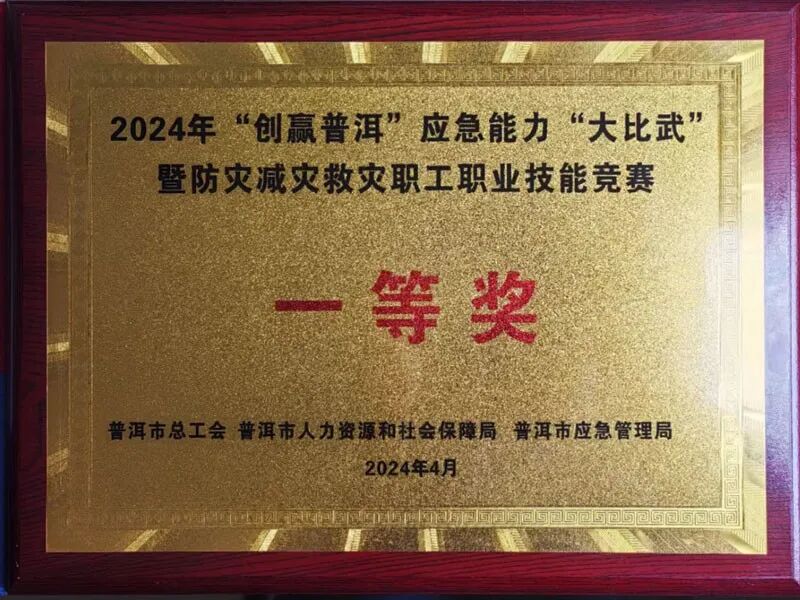 2024年“创赢普洱”应急能力“大比武”
暨防灾减灾救灾职工职业技能竞赛
一等奖
普洱市总工会 普洱市人力资源和社会保障局 普洱市应急管理局
2024年4月